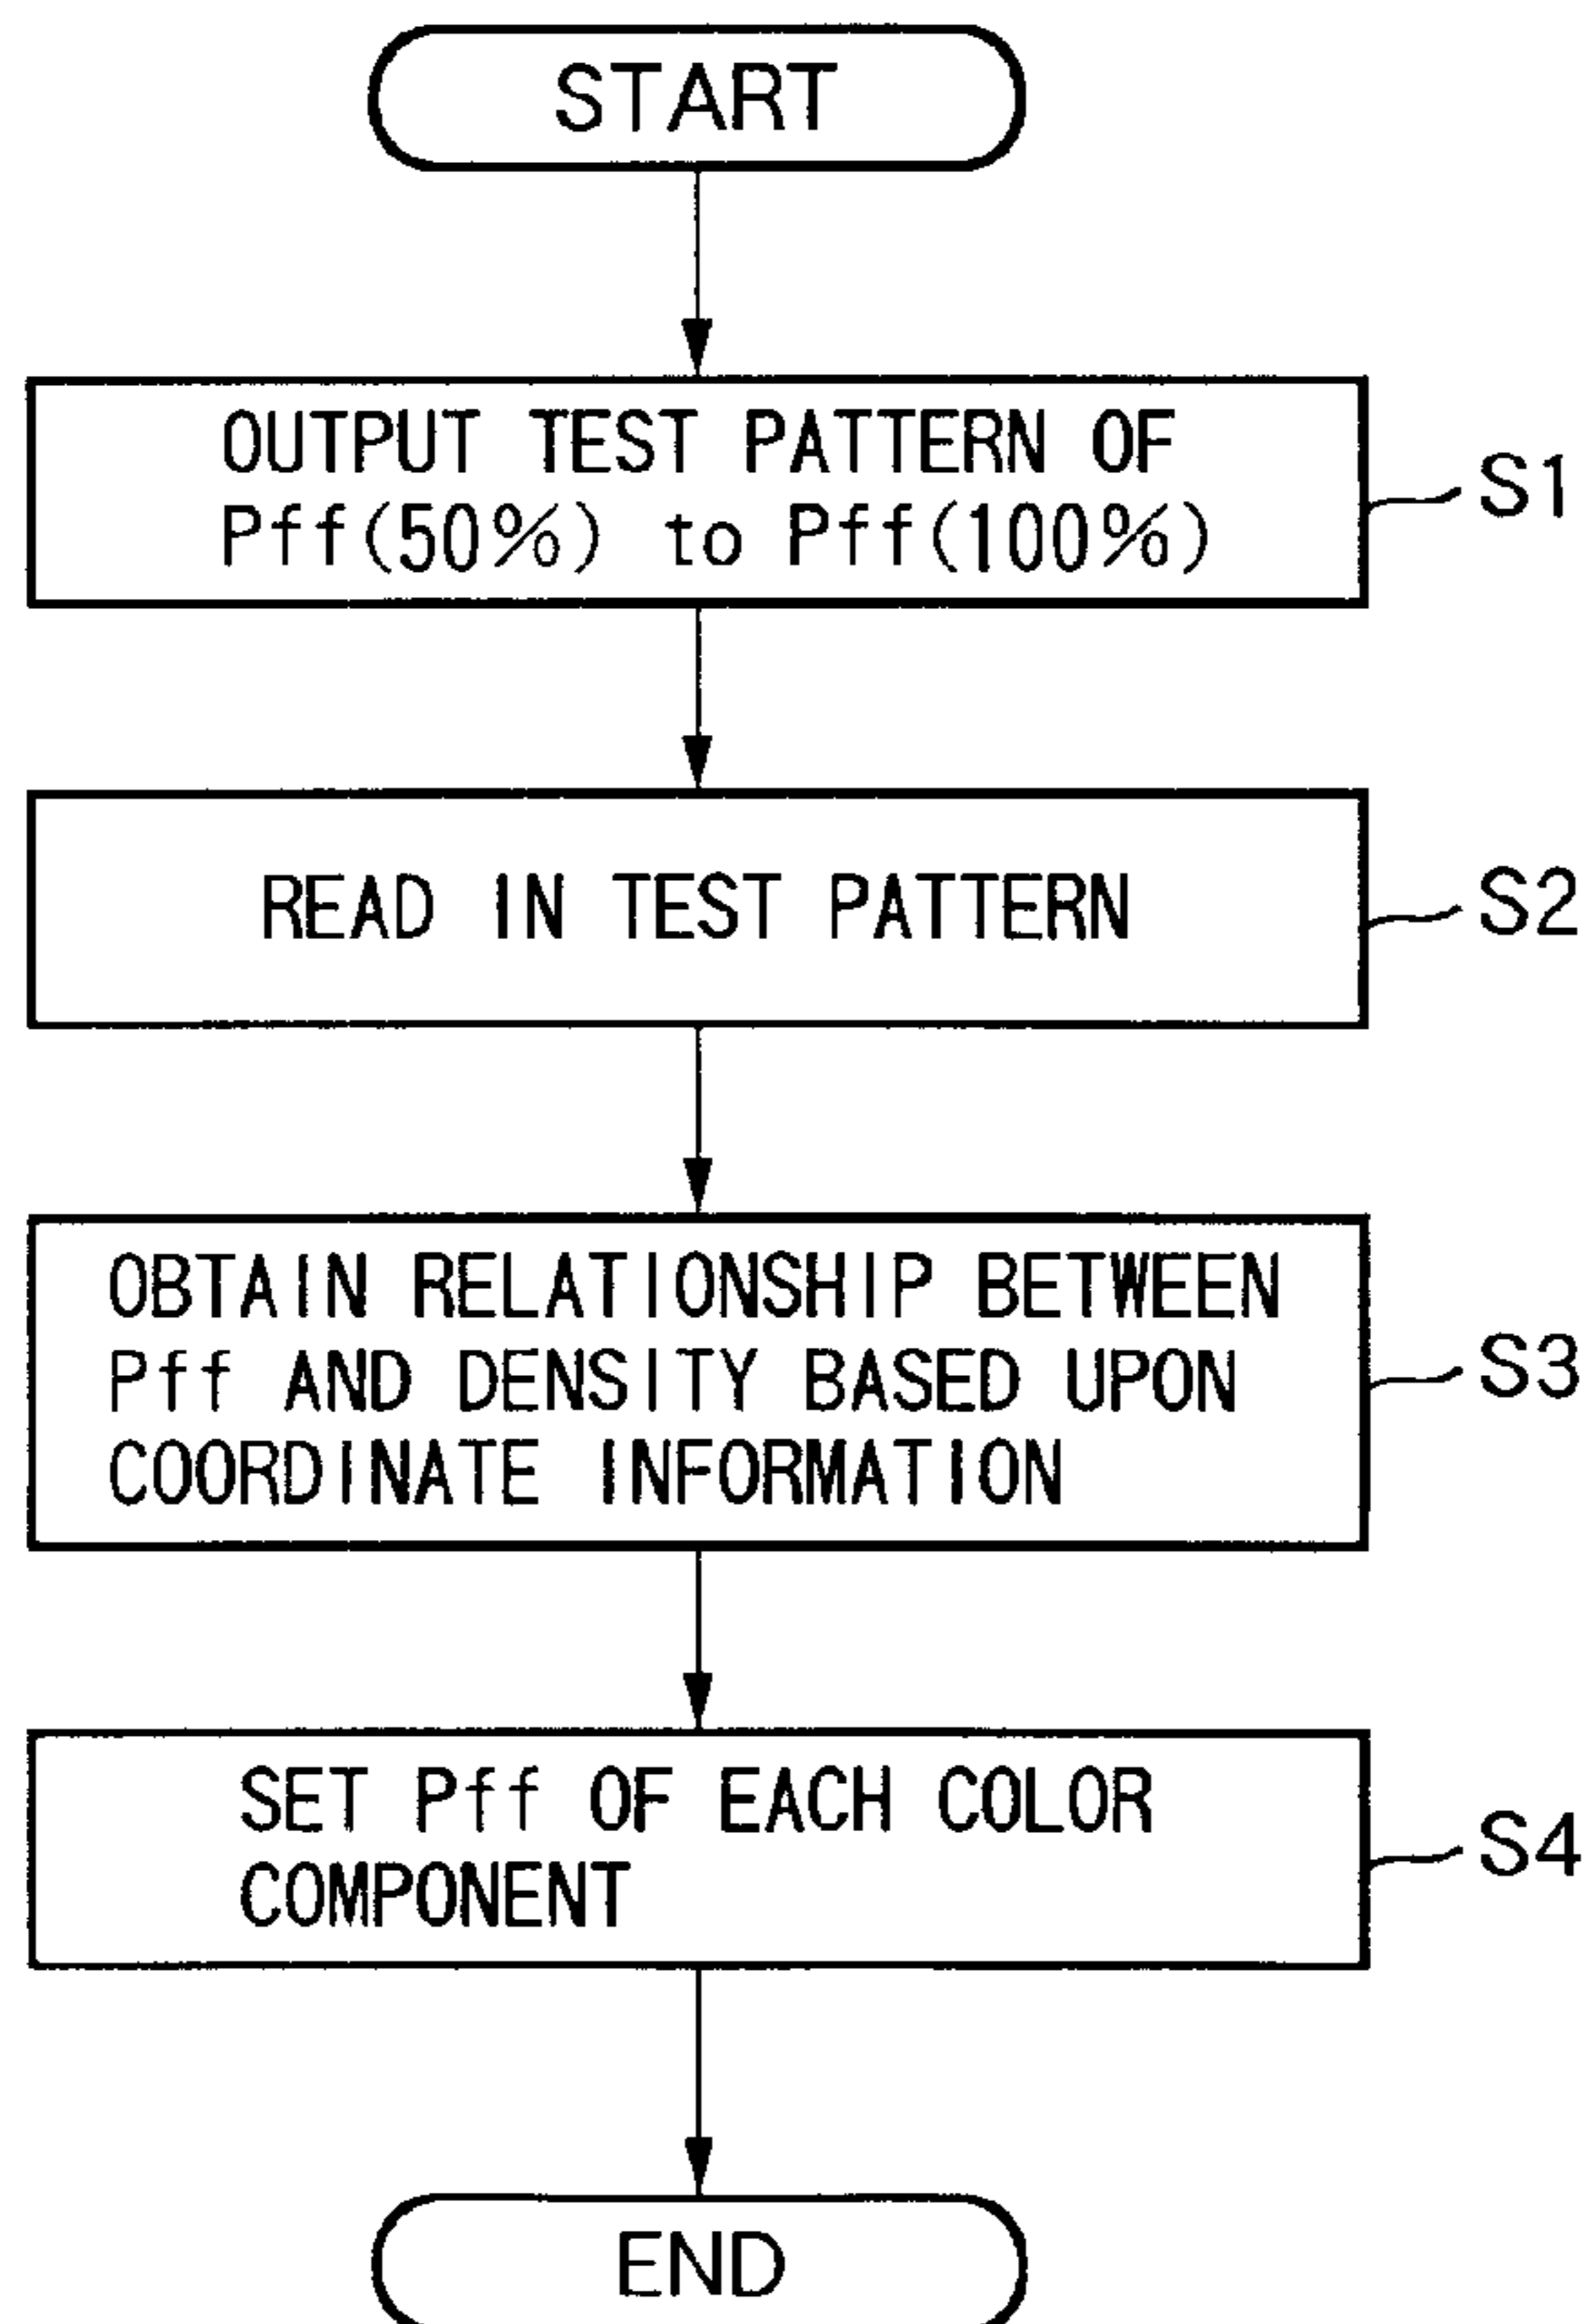 START
OUTPUT TEST PATTERN OF
Pff(50%) to Pff(100%)
S1
READ IN TEST PATTERN
S2
OBTAIN RELATIONSHIP BETWEEN
Pff AND DENSITY BASED UPON
COORDINATE INFORMATION
S3
SET Pff OF EACH COLOR
COMPONENT
S4
END